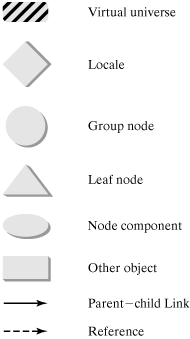 Virtual universe
Locale
Group node
Leaf node
Node component
Other object
Parent−child Link
Reference